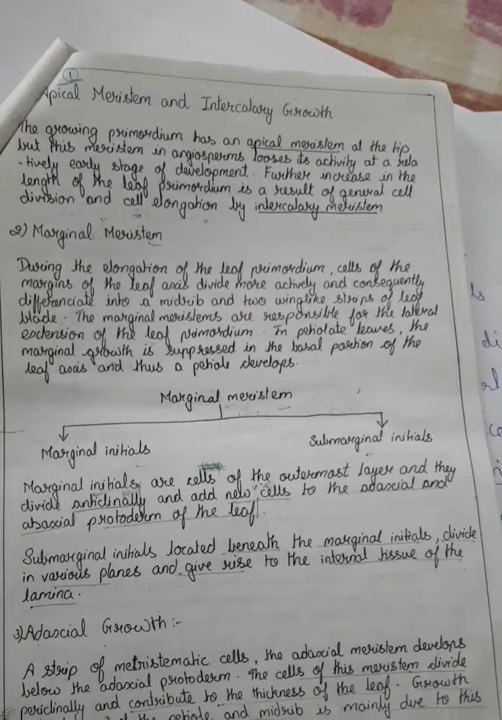 1
Apical Meristem and Intercalary Growth
The growing primordium has an apical meristem at the tip
but this meristem in angiosperms looses its activity at a rela
-tively early stage of development. Further increase in the
length of the leaf primordium is a result of general cell
division and cell elongation by intercalary meristem
2) Marginal Meristem
During the elongation of the leaf primordium, cells of the
margins of the leaf axis divide more actively and consequently
differenciate into a midrib and two winglike strips of leaf
blade. The marginal meristems are responsible for the lateral
extension of the leaf primordium. In petiolate leaves, the
marginal growth is suppressed in the basal portion of the
leaf axis and thus a petiole develops.
Marginal meristem
Marginal initials
Submarginal initials
Marginal initials are cells of the outermost layer and they
divide anticlinally and add new cells to the adaxial and
abaxial protoderm of the leaf.
Submarginal initials located beneath the marginal initials, divide
in various planes and give rise to the internal tissue of the
lamina.
3) Adaxial Growth:-
A strip of metristematic cells, the adaxial meristem develops
below the adaxial protoderm. The cells of this meristem divide
periclinally and contribute to the thickness of the leaf. Growth
the petiole, and midrib is mainly due to this